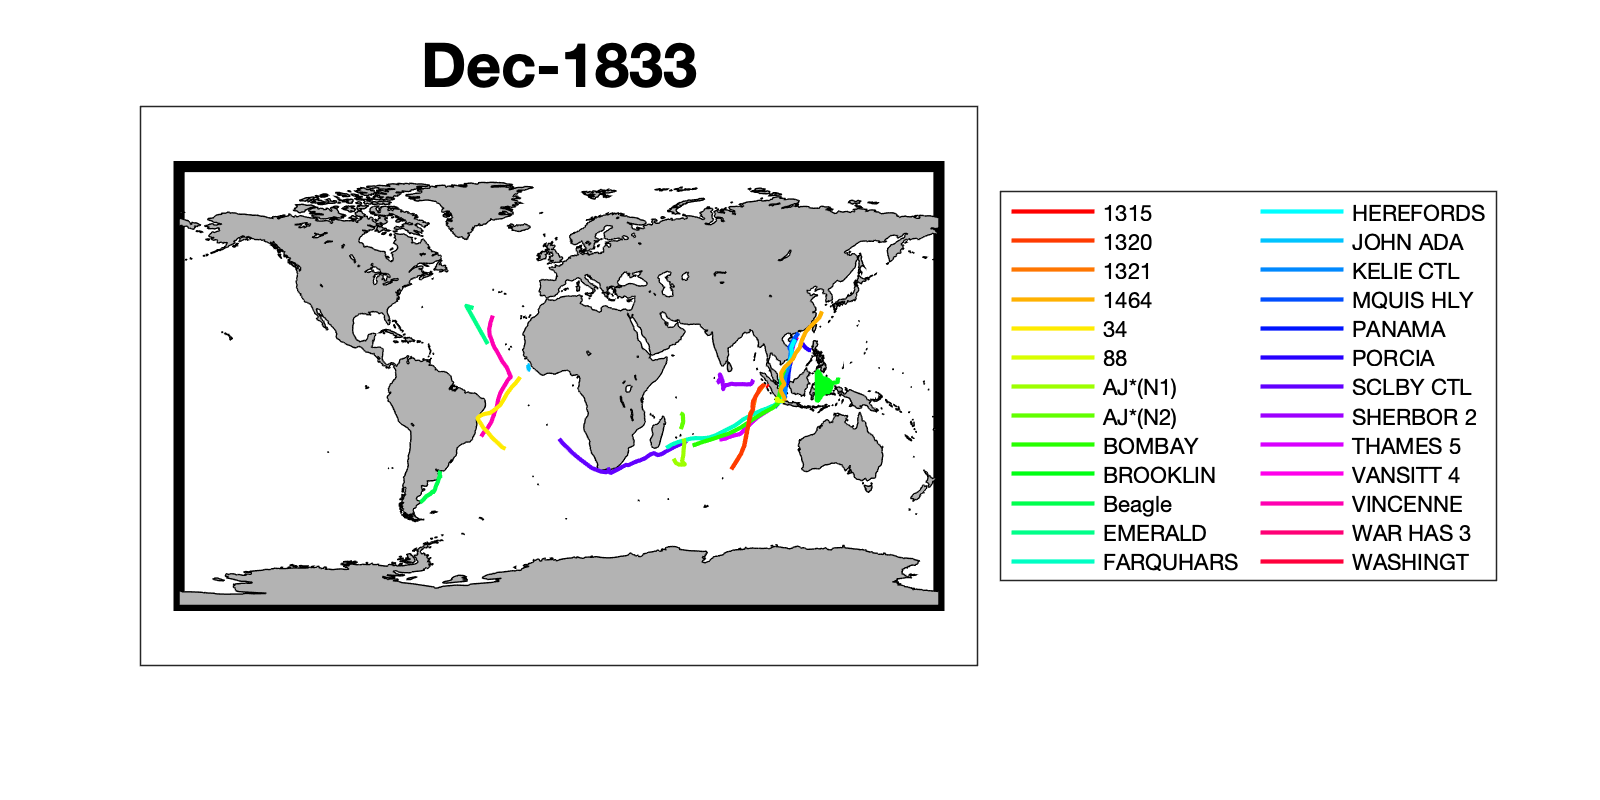 Dec-1833
1315
1320
1321
1464
34
88
AJ*(N1)
AJ*(N2)
BOMBAY
BROOKLIN
Beagle
EMERALD
FARQUHARS
HEREFORDS
JOHN ADA
KELIE CTL
MQUIS HLY
PANAMA
PORCIA
SCLBY CTL
SHERBOR 2
THAMES 5
VANSITT 4
VINCENNE
WAR HAS 3
WASHINGT